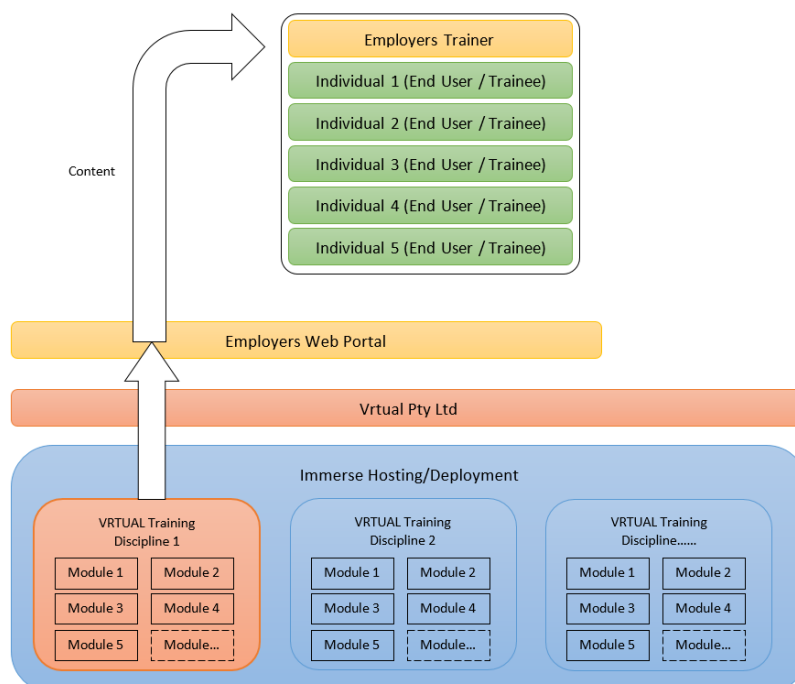 Employers Trainer
Individual 1 (End User / Trainee)
Individual 2 (End User / Trainee)
Individual 3 (End User / Trainee)
Individual 4 (End User / Trainee)
Individual 5 (End User / Trainee)
Content
Employers Web Portal
Vrtual Pty Ltd
Immerse Hosting/Deployment
VRTUAL Training
Discipline 1
Module 1
Module 2
Module 3
Module 4
Module 5
Module...
VRTUAL Training
Discipline 2
Module 1
Module 2
Module 3
Module 4
Module 5
Module...
VRTUAL Training
Discipline......
Module 1
Module 2
Module 3
Module 4
Module 5
Module...